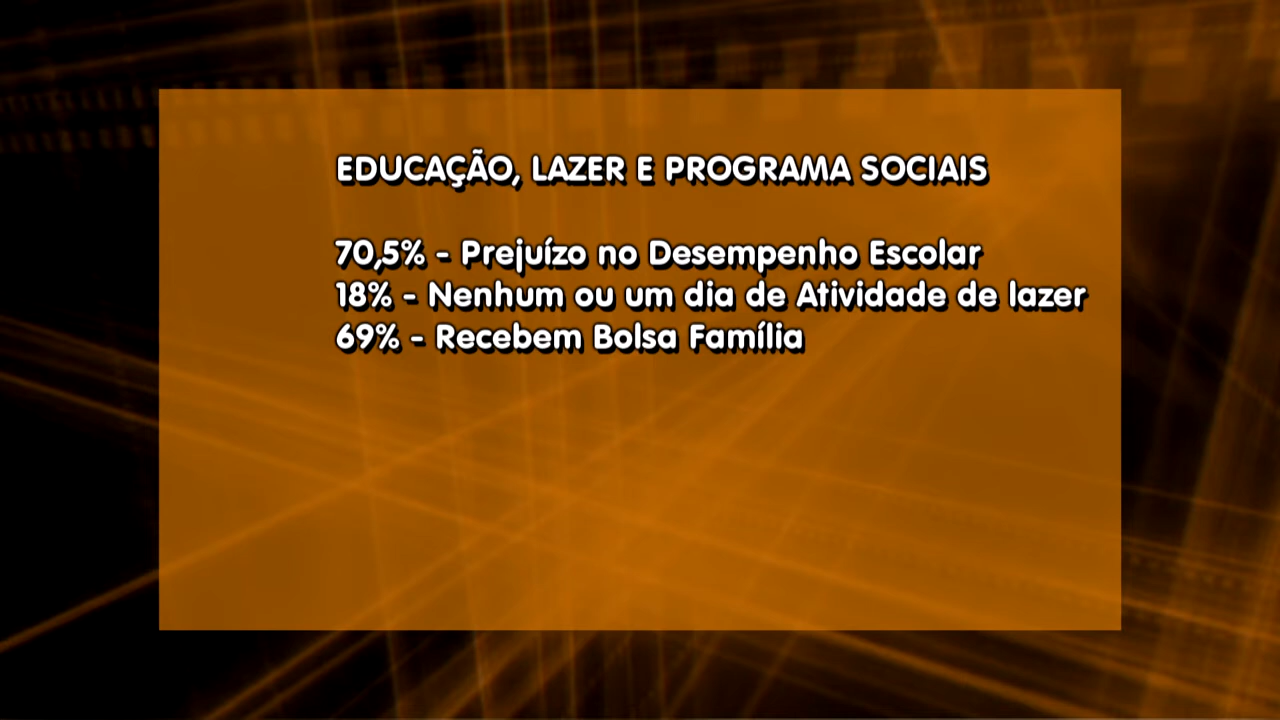 EDUCAÇÃO, LAZER E PROGRAMA SOCIAIS
70,5% - Prejuízo no Desempenho Escolar
18% - Nenhum ou um dia de Atividade de lazer
69% - Recebem Bolsa Família